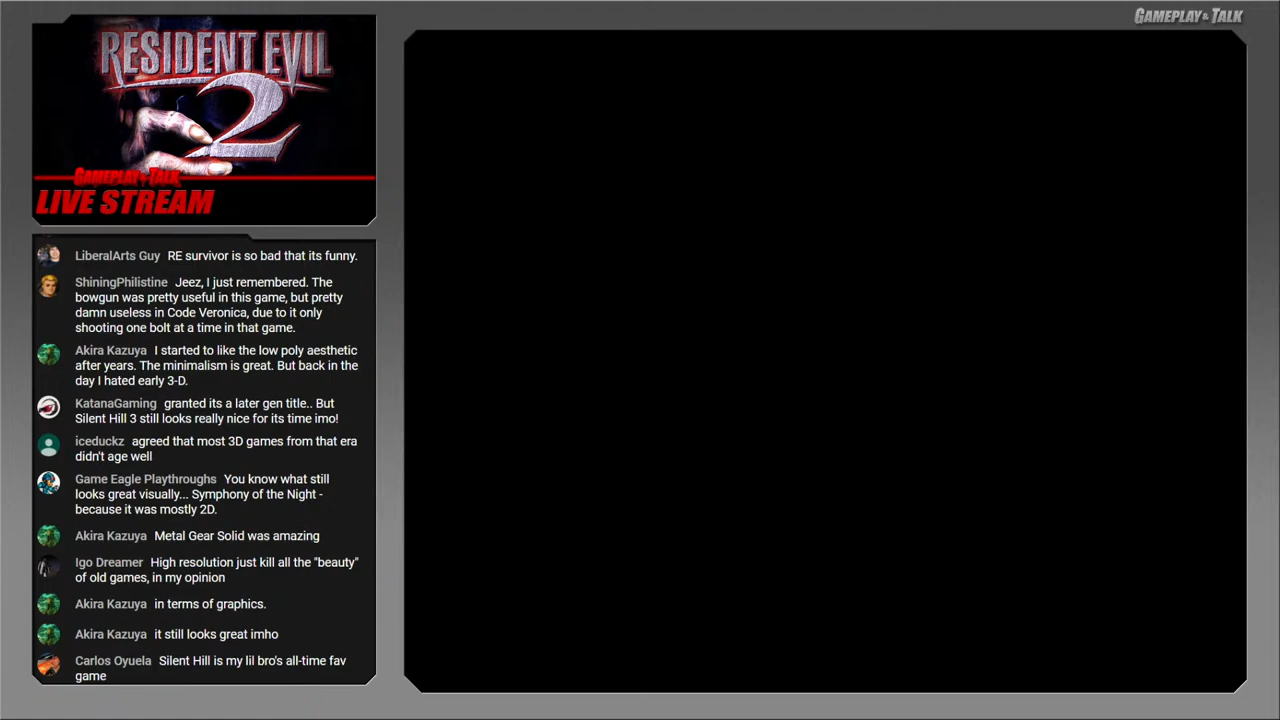 GAMEPLAY & TALK
RESIDENT EVIL
2
GAMEPLAY & TALK
LIVE STREAM
LiberalArts Guy RE survivor is so bad that its funny.
ShiningPhilistine Jeez, I just remembered. The
bowgun was pretty useful in this game, but pretty
damn useless in Code Veronica, due to it only
shooting one bolt at a time in that game.
Akira Kazuya I started to like the low poly aesthetic
after years. The minimalism is great. But back in the
day I hated early 3-D.
KatanaGaming granted its a later gen title.. But
Silent Hill 3 still looks really nice for its time imo!
iceduckz agreed that most 3D games from that era
didn't age well
Game Eagle Playthroughs You know what still
looks great visually... Symphony of the Night -
because it was mostly 2D.
Akira Kazuya Metal Gear Solid was amazing
Igo Dreamer High resolution just kill all the "beauty"
of old games, in my opinion
Akira Kazuya in terms of graphics.
Akira Kazuya it still looks great imho
Carlos Oyuela Silent Hill is my lil bro's all-time fav
game